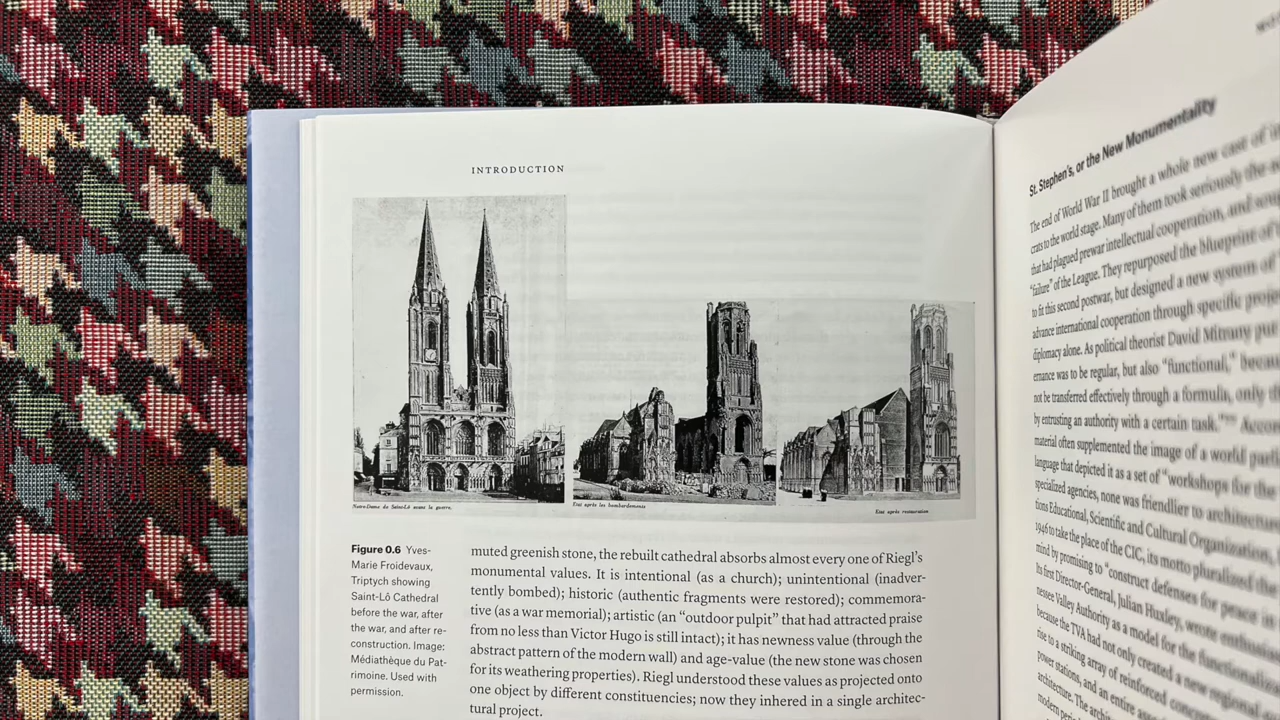 INTRODUCTION
Notre-Dame de Saint-Lô avant la guerre.
Etat après les bombardements
Etat après restauration
Figure 0.6 Yves-
Marie Froidevaux,
Triptych showing
Saint-Lô Cathedral
before the war, after
the war, and after re-
construction. Image:
Médiathèque du Pat-
rimoine. Used with
permission.
muted greenish stone, the rebuilt cathedral absorbs almost every one of Riegl’s
monumental values. It is intentional (as a church); unintentional (inadver-
tently bombed); historic (authentic fragments were restored); commemora-
tive (as a war memorial); artistic (an “outdoor pulpit” that had attracted praise
from no less than Victor Hugo is still intact); it has newness value (through the
abstract pattern of the modern wall) and age-value (the new stone was chosen
for its weathering properties). Riegl understood these values as projected onto
one object by different constituencies; now they inhered in a single architec-
tural project.
St. Stephen’s, or the New Monumentality
The end of World War II brought a whole new cast of
crats to the world stage. Many of them took seriously the
that had plagued prewar intellectual cooperation, and
“failure” of the League. They repurposed the blueprint of
to fit this second postwar, but designed a new system of
advance international cooperation through specific
diplomacy alone. As political theorist David Mitrany put
ernance was to be regular, but also “functional,”
not be transferred effectively through a formula, only
by entrusting an authority with a certain task.”
material often supplemented the image of a world
language that depicted it as a set of “workshops for the
specialized agencies, none was friendlier to
tions Educational, Scientific and Cultural Organization,
1946 to take the place of the CIC, its motto pluralized the
mind by promising to “construct defenses for peace in
Its first Director-General, Julian Huxley, wrote
nessee Valley Authority as a model for the
because the TVA had not only created a new regional
rise to a striking array of reinforced
power stations, and an entire
architecture. The
modern